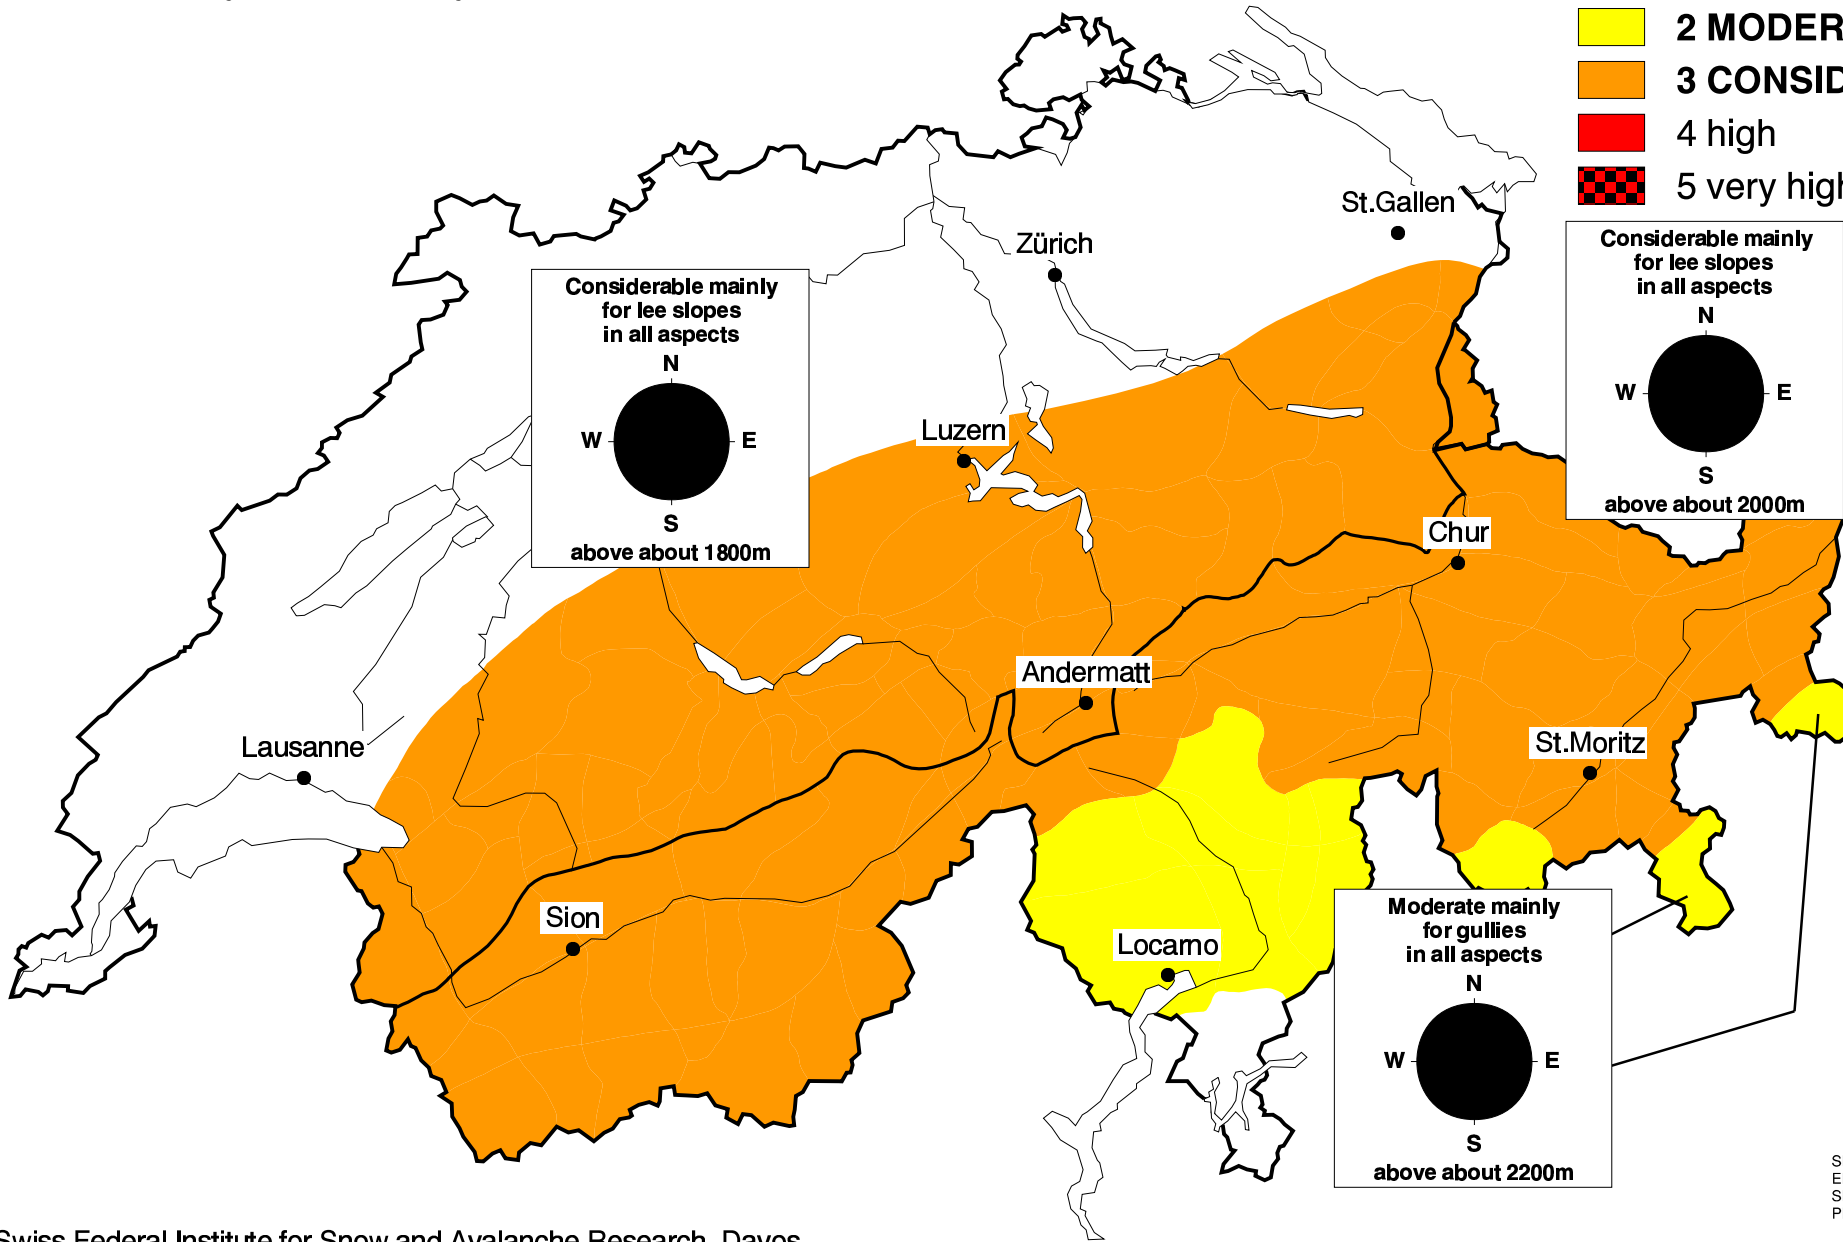 2 MODER
3 CONSID
4 high
5 very high
St.Gallen
Zürich
Considerable mainly
for lee slopes
in all aspects
N
W E
S
above about 2000m
Considerable mainly
for lee slopes
in all aspects
N
W E
S
above about 1800m
Luzern
Chur
Andermatt
Lausanne
St.Moritz
Sion
Locarno
Moderate mainly
for gullies
in all aspects
N
W E
S
above about 2200m
S
E
S
P
Swiss Federal Institute for Snow and Avalanche Research, Davos